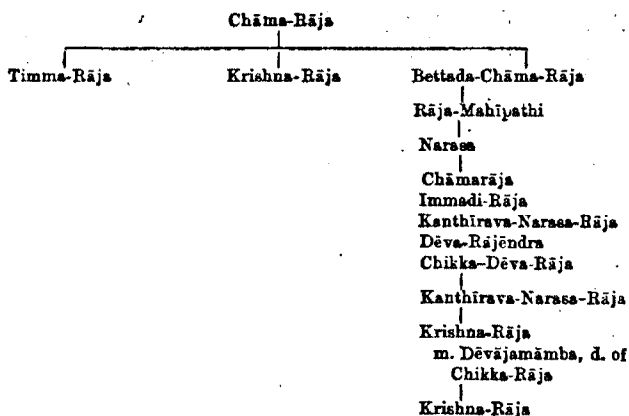 Chāma-Rāja
Timma-Rāja Krishna-Rāja Bettada-Chāma-Rāja
Rāja-Mahīpathi
Narasa
Chāmarāja
Immadi-Rāja
Kanthīrava-Narasa-Rāja
Dēva-Rājēndra
Chikka-Dēva-Rāja
Kanthīrava-Narasa-Rāja
Krishna-Rāja
m. Dēvājamāmba, d. of
Chikka-Rāja
Krishna-Rāja